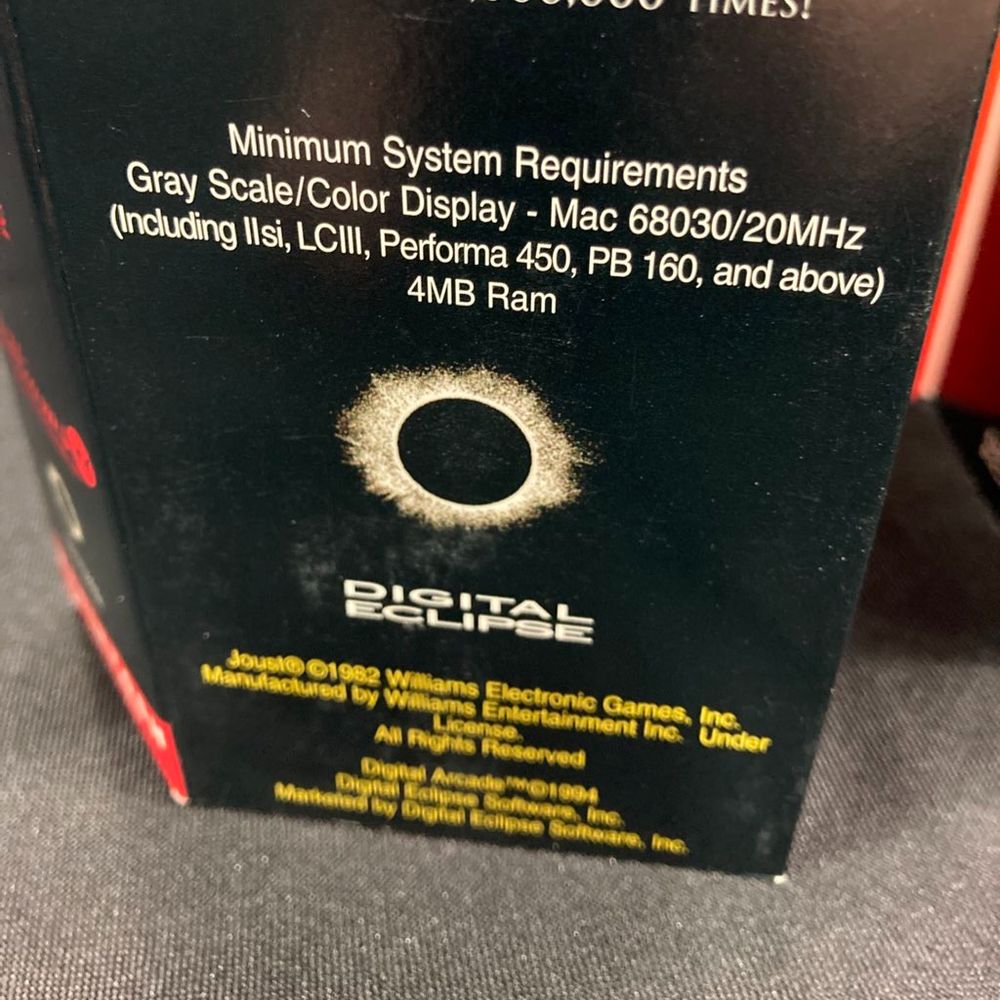 TIMES!
Minimum System Requirements
Gray Scale/Color Display - Mac 68030/20MHz
(Including IIsi, LCIII, Performa 450, PB 160, and above)
4MB Ram
DIGITAL
ECLIPSE
Joust® ©1982 Williams Electronic Games, Inc.
Manufactured by Williams Entertainment Inc. Under
License.
All Rights Reserved
Digital Arcade™©1994
Digital Eclipse Software, Inc.
Marketed by Digital Eclipse Software, Inc.